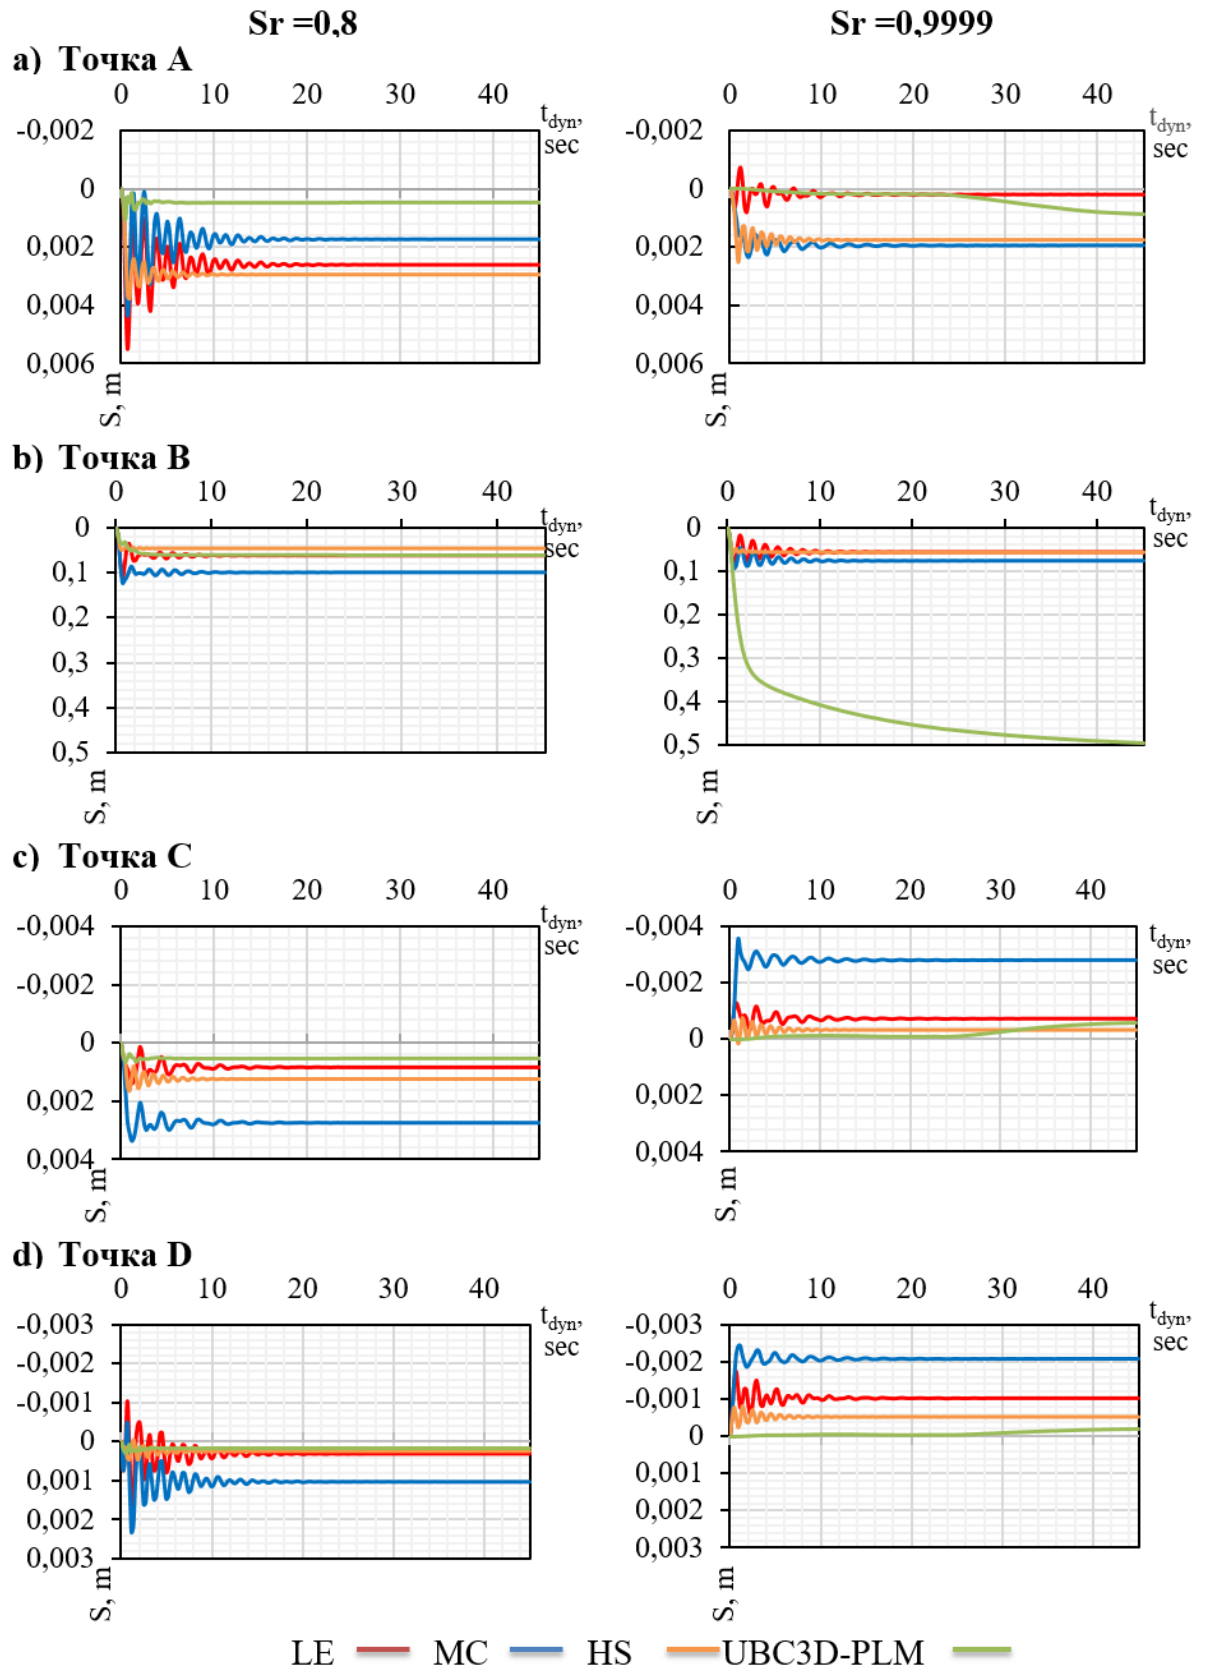 Sr =0,8 Sr =0,9999
a) Точка A
0 10 20 30 40 t_dyn, sec
-0,002
0
0,002
0,004
0,006
S, m
0 10 20 30 40 t_dyn, sec
-0,002
0
0,002
0,004
0,006
S, m
b) Точка B
0 10 20 30 40 t_dyn, sec
0
0,1
0,2
0,3
0,4
0,5
S, m
0 10 20 30 40 t_dyn, sec
0
0,1
0,2
0,3
0,4
0,5
S, m
c) Точка C
0 10 20 30 40 t_dyn, sec
-0,004
-0,002
0
0,002
0,004
S, m
0 10 20 30 40 t_dyn, sec
-0,004
-0,002
0
0,002
0,004
S, m
d) Точка D
0 10 20 30 40 t_dyn, sec
-0,003
-0,002
-0,001
0
0,001
0,002
0,003
S, m
0 10 20 30 40 t_dyn, sec
-0,003
-0,002
-0,001
0
0,001
0,002
0,003
S, m
LE MC HS UBC3D-PLM